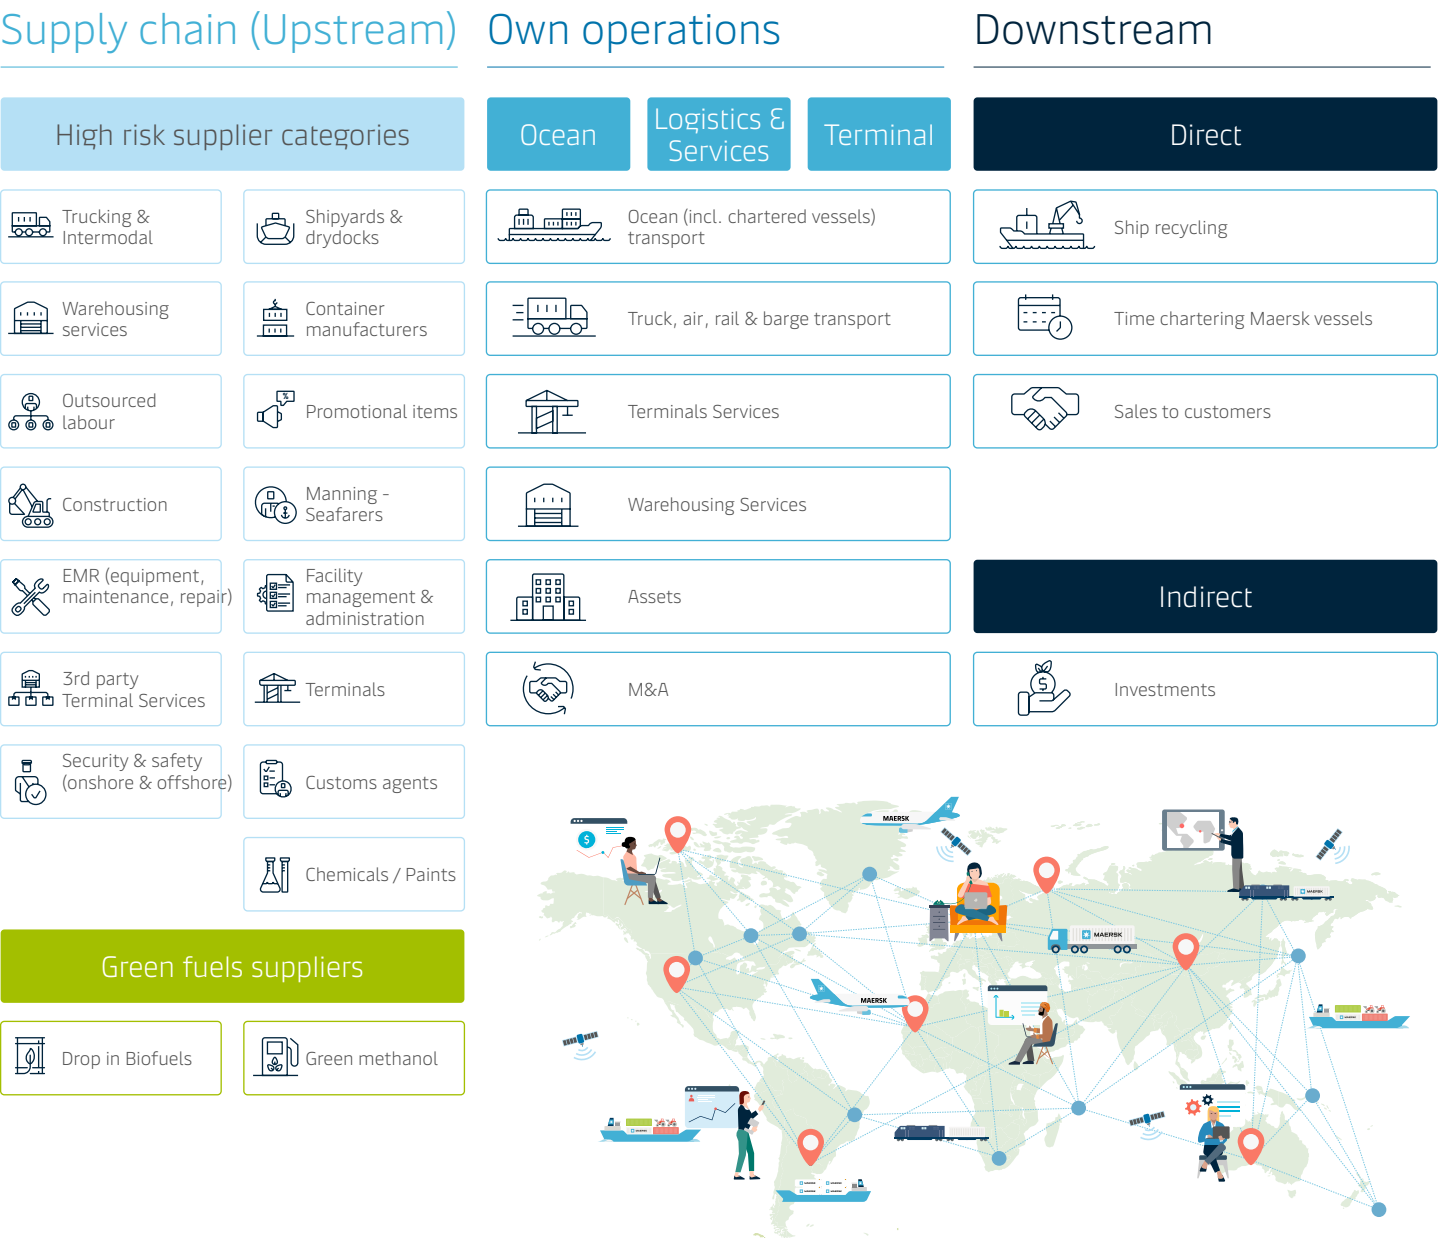 Supply chain (Upstream)
High risk supplier categories
Trucking &
Intermodal
Shipyards &
drydocks
Warehousing
services
Container
manufacturers
Outsourced
labour
Promotional items
Construction
Manning -
Seafarers
EMR (equipment,
maintenance, repair)
Facility
management &
administration
3rd party
Terminal Services
Terminals
Security & safety
(onshore & offshore)
Customs agents
Chemicals / Paints
Green fuels suppliers
Drop in Biofuels
Green methanol
Own operations
Ocean
Logistics &
Services
Terminal
Ocean (incl. chartered vessels)
transport
Truck, air, rail & barge transport
Terminals Services
Warehousing Services
Assets
M&A
Downstream
Direct
Ship recycling
Time chartering Maersk vessels
Sales to customers
Indirect
Investments
MAERSK
MAERSK
MAERSK
MAERSK